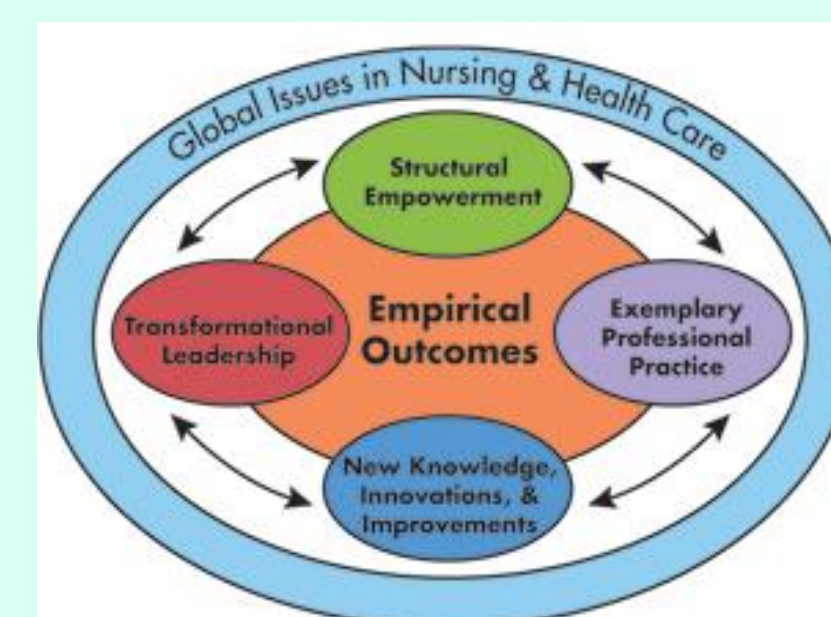 Global Issues in Nursing & Health Care
Structural
Empowerment
Transformational
Leadership
Empirical
Outcomes
Exemplary
Professional
Practice
New Knowledge,
Innovations, &
Improvements